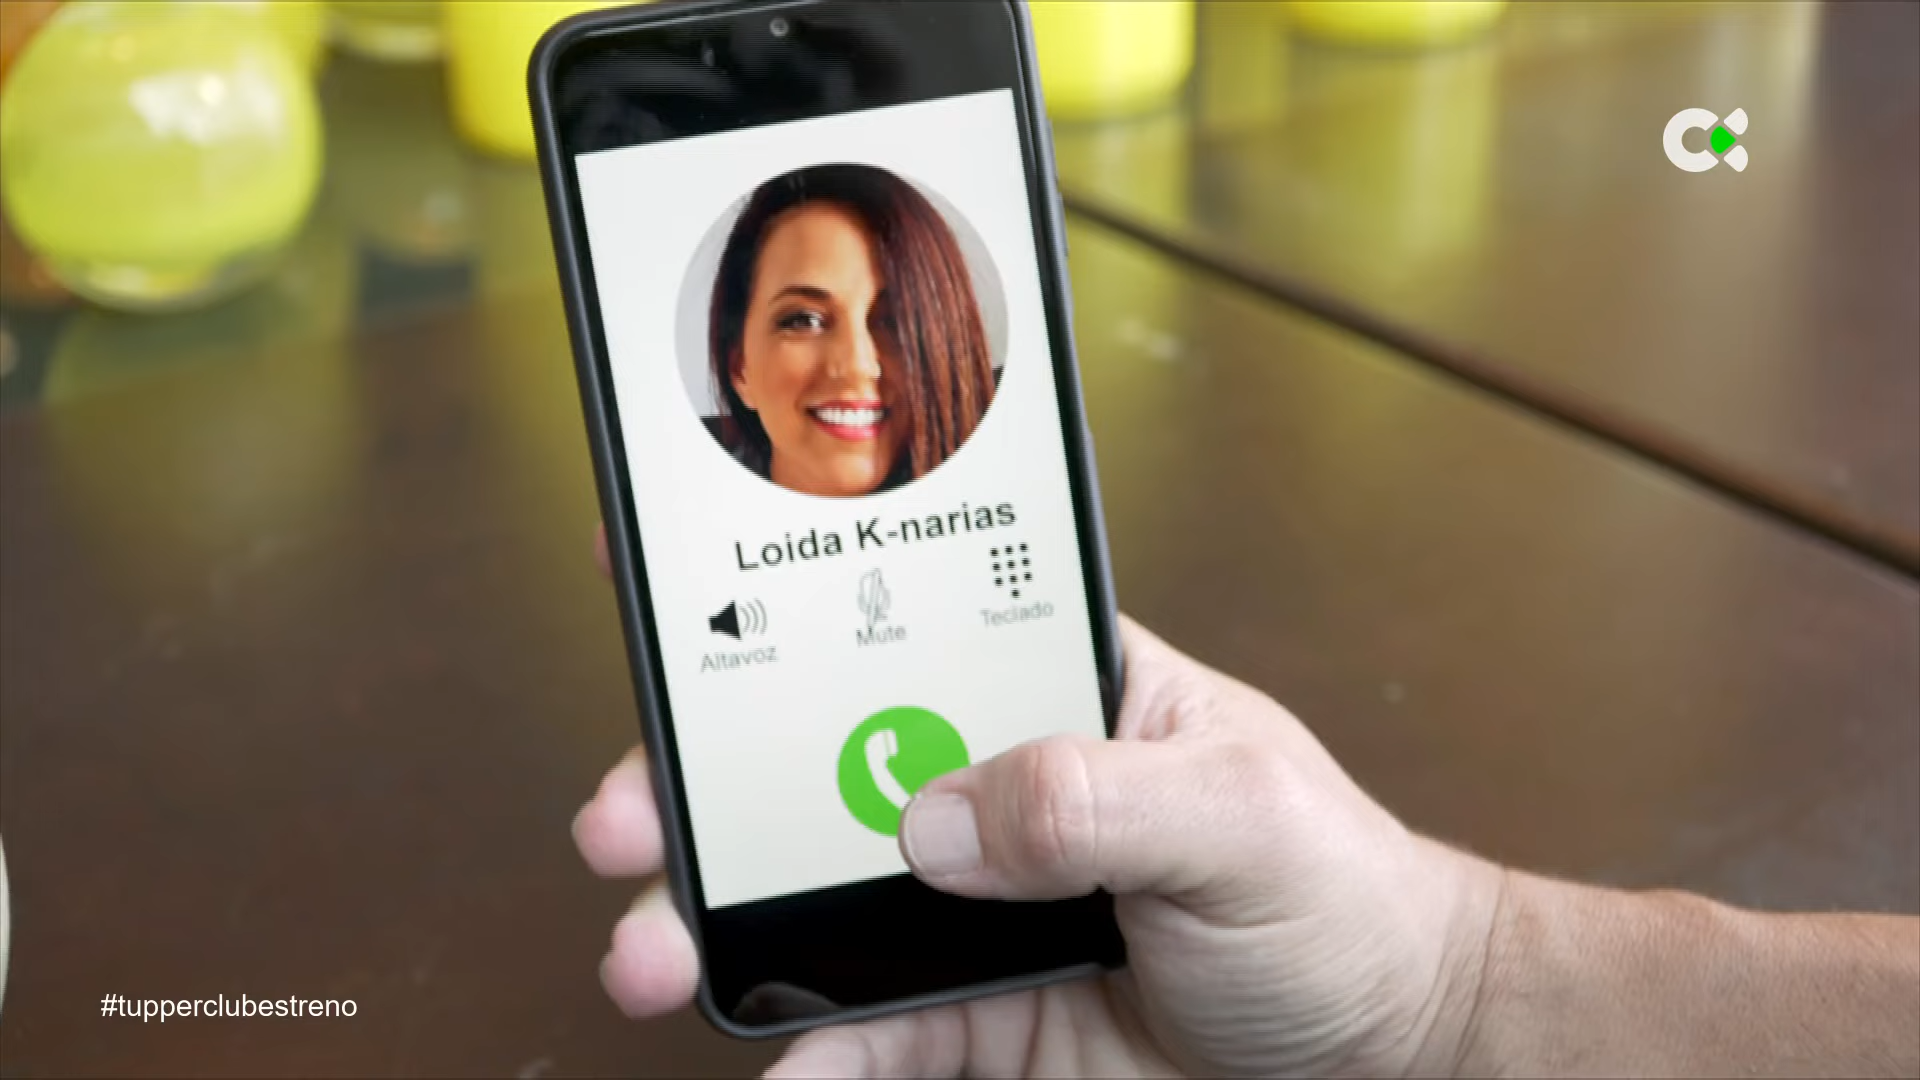 Loida K-narias
Altavoz
Mute
Teclado
#tupperclubestreno